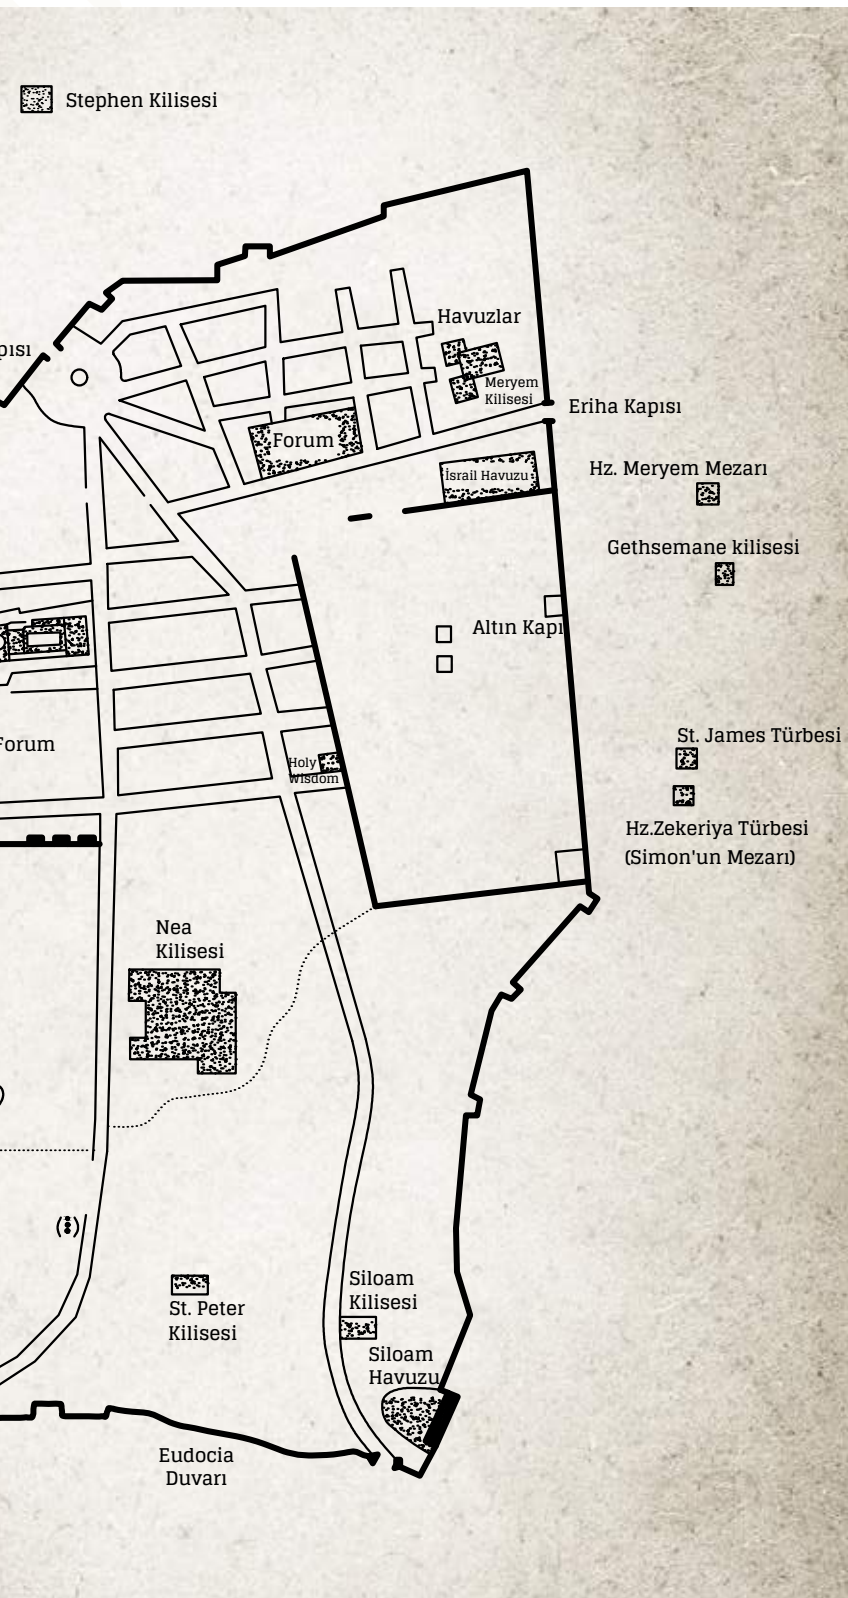 Stephen Kilisesi
Havuzlar
pısı
Meryem
Kilisesi
Eriha Kapısı
Forum
Hz. Meryem Mezarı
İsrail Havuzu
Gethsemane kilisesi
Altın Kapı
St. James Türbesi
Forum
Holy
Wisdom
Hz.Zekeriya Türbesi
(Simon'un Mezarı)
Nea
Kilisesi
Siloam
Kilisesi
St. Peter
Kilisesi
Siloam
Havuzu
Eudocia
Duvarı